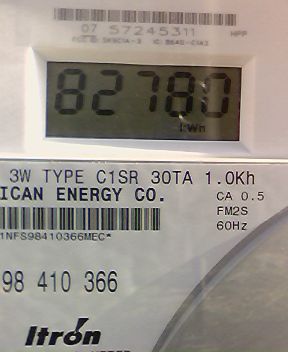 07 57245311
HPP
82780
kWh
3W TYPE C1SR 30TA 1.0Kh
ICAN ENERGY CO.
CA 0.5
FM2S
60Hz
1NFS98410366MEC*
98 410 366
Itron